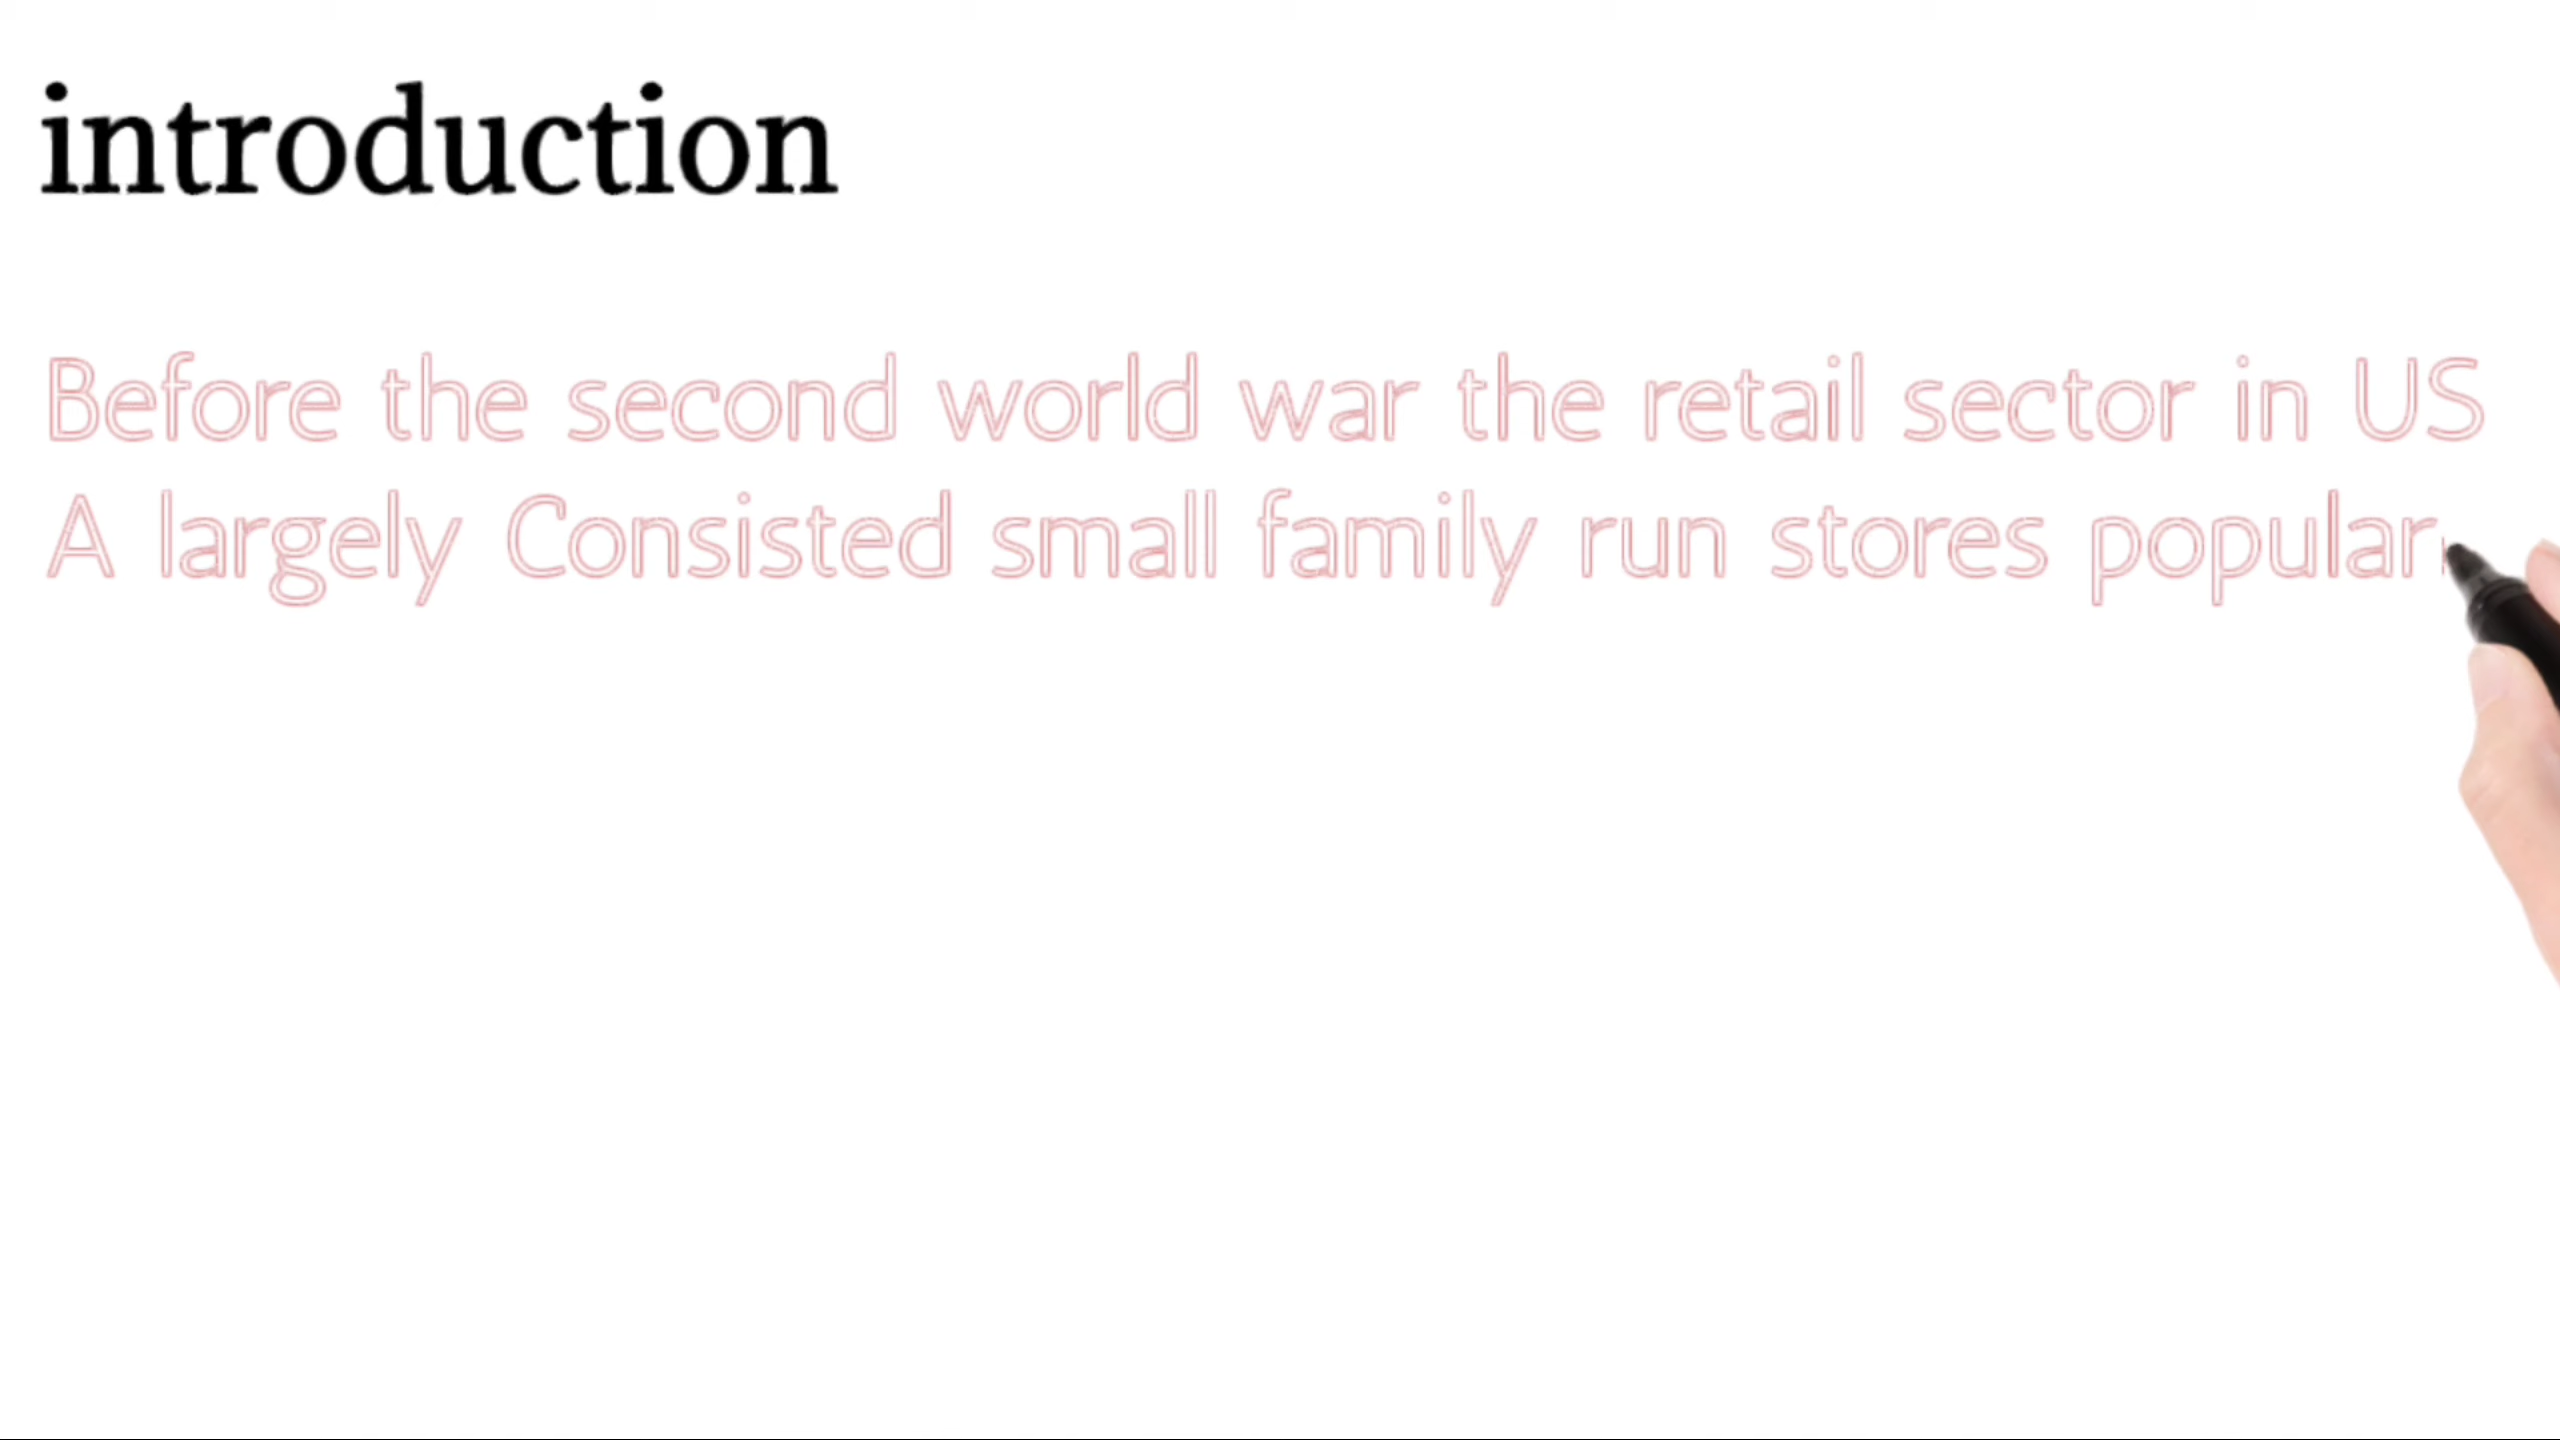 introduction
Before the second world war the retail sector in US
A largely Consisted small family run stores popular